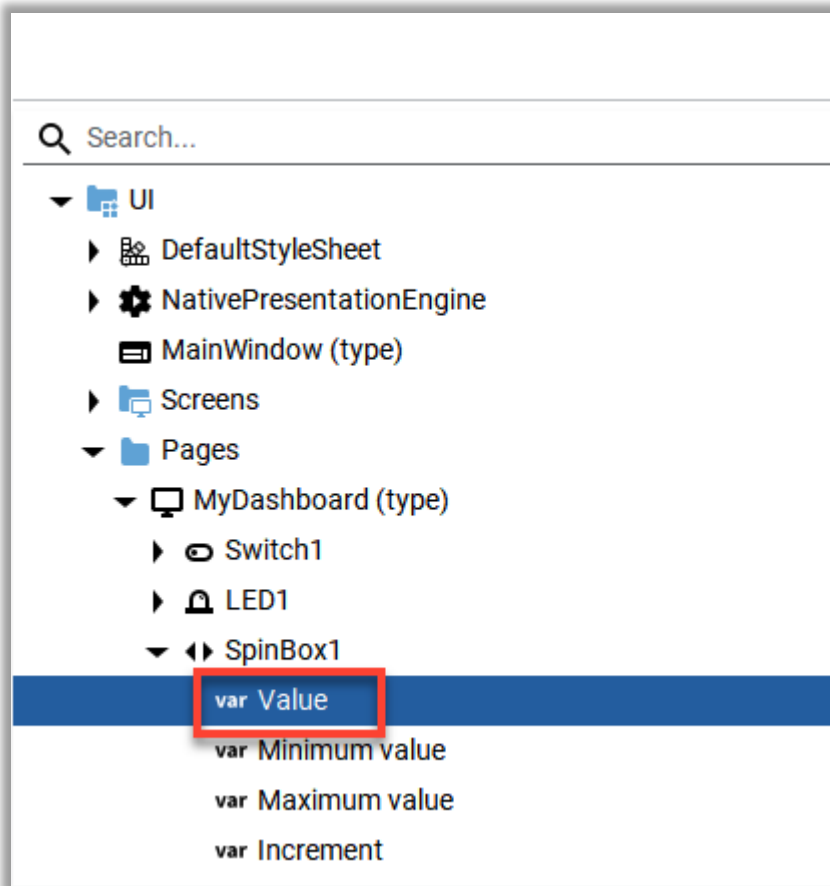 Search...
UI
DefaultStyleSheet
NativePresentationEngine
MainWindow (type)
Screens
Pages
MyDashboard (type)
Switch1
LED1
SpinBox1
var Value
var Minimum value
var Maximum value
var Increment